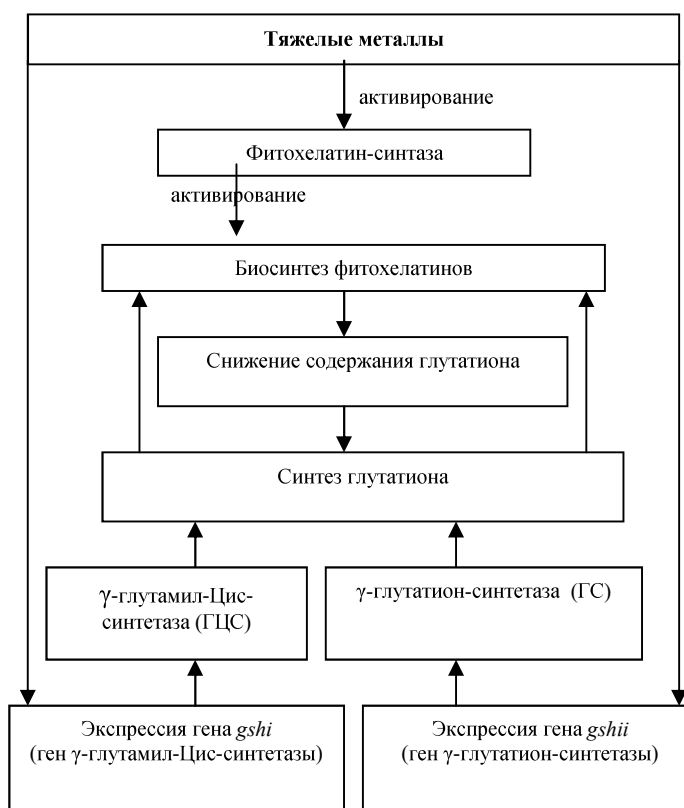 Тяжелые металлы
активирование
Фитохелатин-синтаза
активирование
Биосинтез фитохелатинов
Снижение содержания глутатиона
Синтез глутатиона
γ-глутамил-Цис-
синтетаза (ГЦС)
γ-глутатион-синтетаза (ГС)
Экспрессия гена gshi
(ген γ-глутамил-Цис-синтетазы)
Экспрессия гена gshii
(ген γ-глутатион-синтетазы)